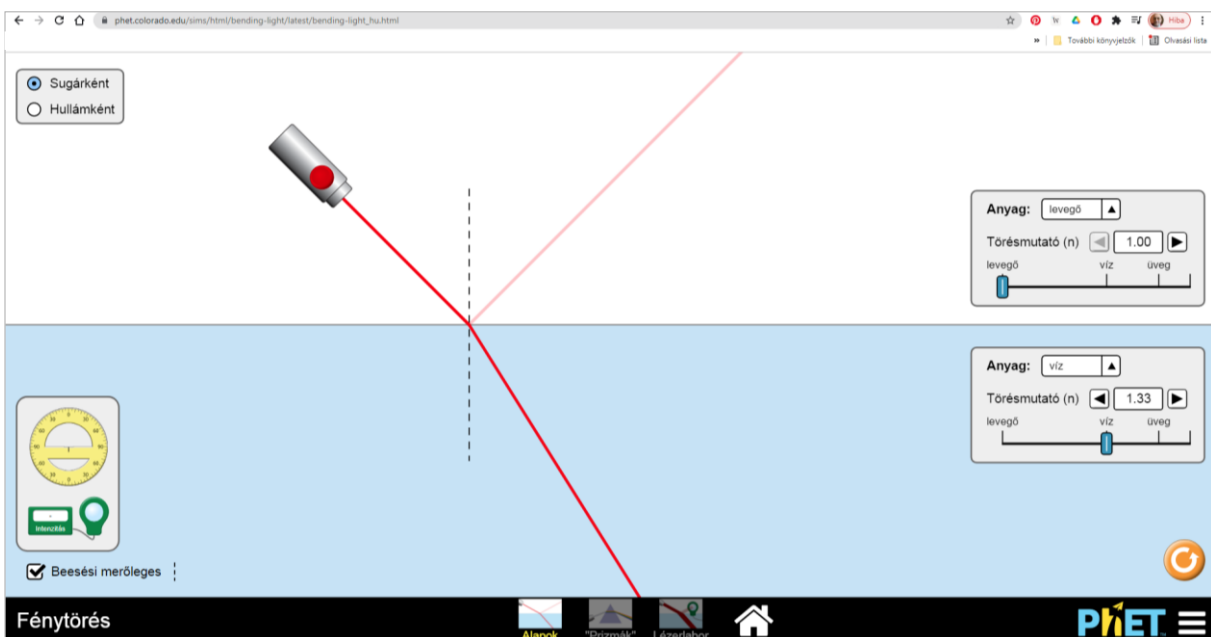 phet.colorado.edu/sims/html/bending-light/latest/bending-light_hu.html
Hiba
»
További könyvjelzők
Olvasási lista
Sugárként
Hullámként
Anyag: levegő
Törésmutató (n) 1.00
levegő víz üveg
Anyag: víz
Törésmutató (n) 1.33
levegő víz üveg
Intenzitás
Beesési merőleges
Fénytörés
Alapok
"Prizmák"
Lézerlabor
PhET